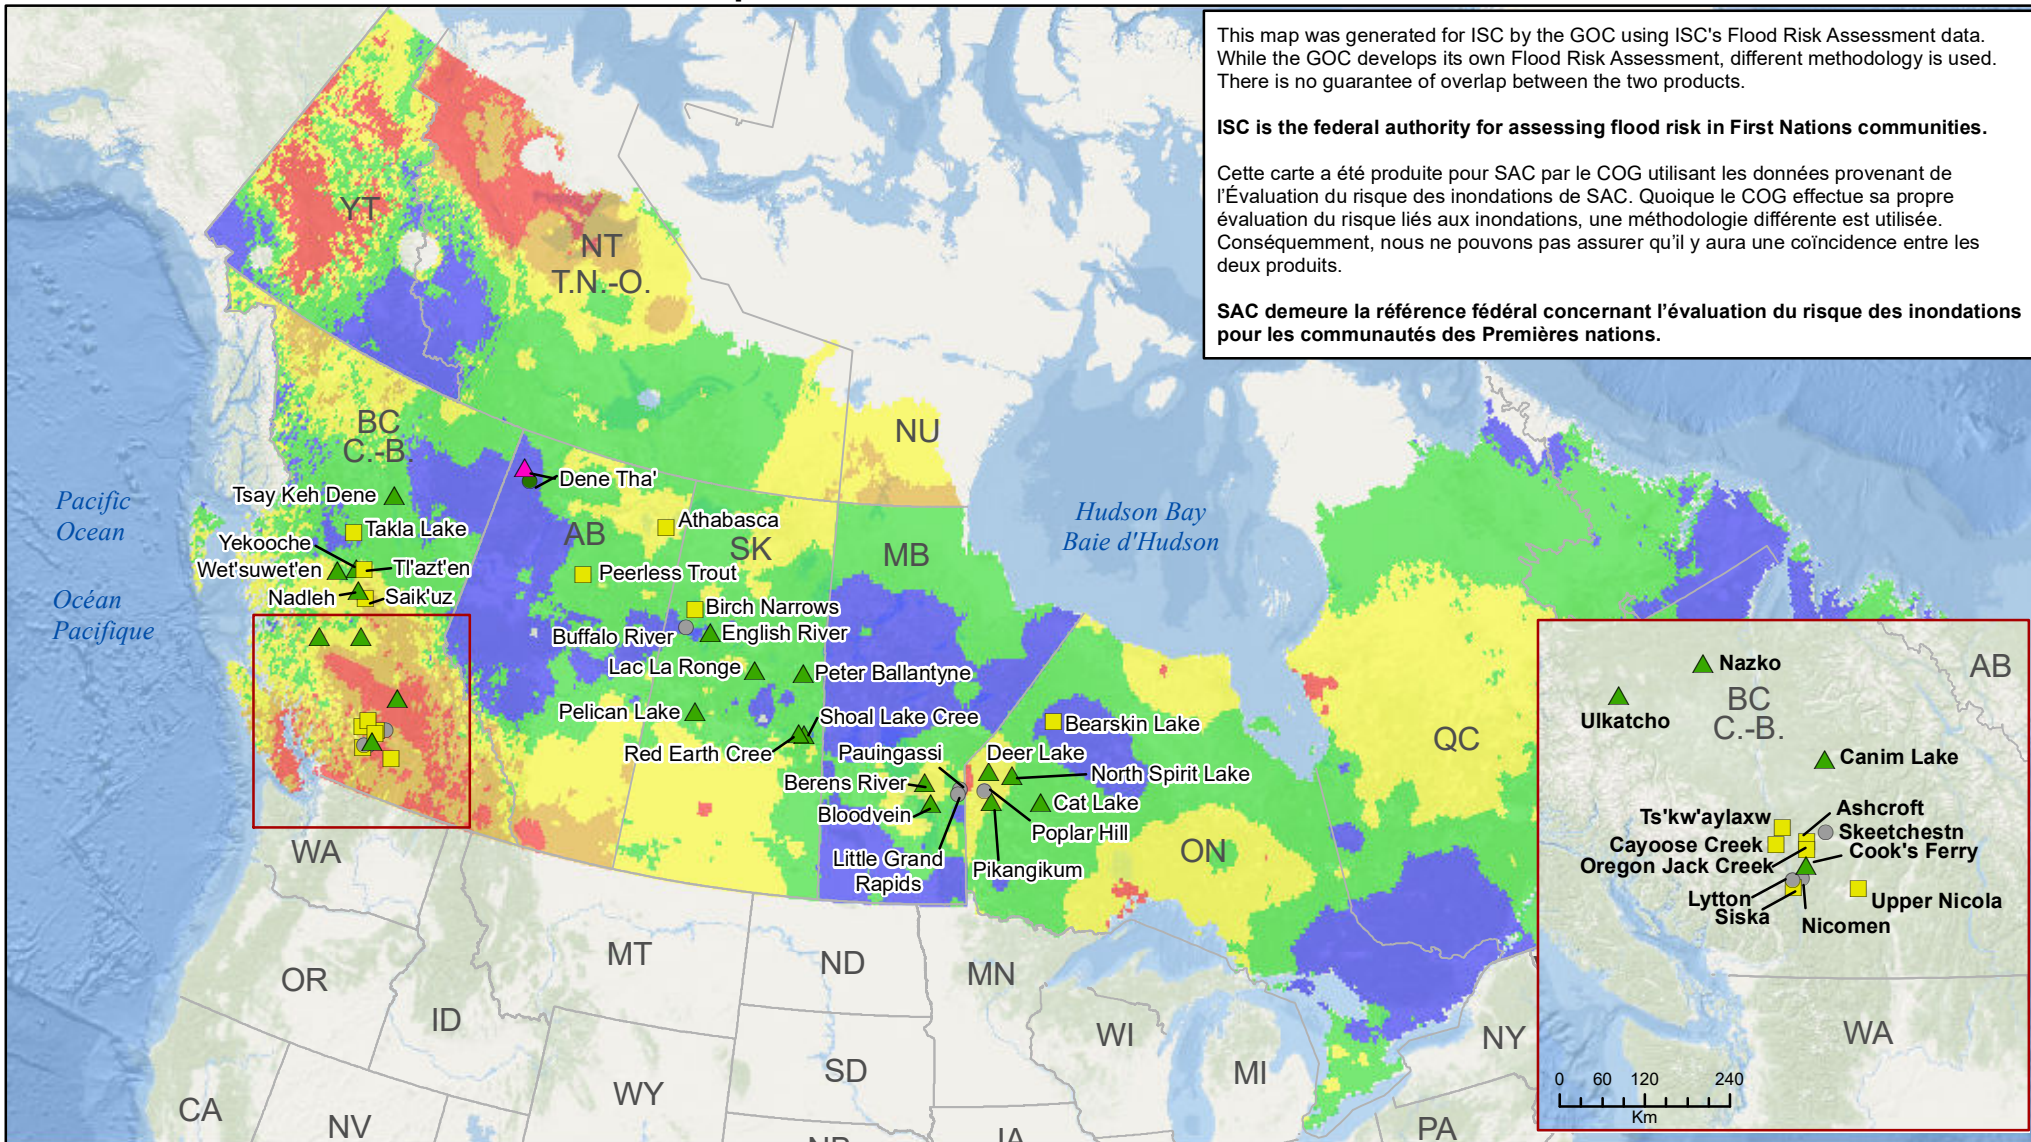 This map was generated for ISC by the GOC using ISC's Flood Risk Assessment data.
While the GOC develops its own Flood Risk Assessment, different methodology is used.
There is no guarantee of overlap between the two products.
ISC is the federal authority for assessing flood risk in First Nations communities.
Cette carte a été produite pour SAC par le COG utilisant les données provenant de
l'Évaluation du risque des inondations de SAC. Quoique le COG effectue sa propre
évaluation du risque liés aux inondations, une méthodologie différente est utilisée.
Conséquemment, nous ne pouvons pas assurer qu'il y aura une coïncidence entre les
deux produits.
SAC demeure la référence fédéral concernant l'évaluation du risque des inondations
pour les communautés des Premières nations.
YT
NT
T.N.-O.
NU
BC
C.-B.
Dene Tha'
Tsay Keh Dene
Pacific
Ocean
Océan
Pacifique
Hudson Bay
Baie d'Hudson
Takla Lake
Yekooche
Wet'suwet'en
Tl'azt'en
Nadleh
Saik'uz
AB
Athabasca
SK
MB
Peerless Trout
Birch Narrows
Buffalo River
English River
Lac La Ronge
Peter Ballantyne
Pelican Lake
Shoal Lake Cree
Red Earth Cree
Pauingassi
Deer Lake
Bearskin Lake
Berens River
North Spirit Lake
Bloodvein
Cat Lake
Poplar Hill
Little Grand
Rapids
Pikangikum
ON
QC
WA
OR
ID
MT
ND
MN
WI
SD
WY
CA
NV
MI
NY
PA
IA
Nazko
AB
Ulkatcho
BC
C.-B.
Canim Lake
Ts'kw'aylaxw
Ashcroft
Skeetchestn
Cayoose Creek
Cook's Ferry
Oregon Jack Creek
Lytton
Siska
Upper Nicola
Nicomen
WA
0 60 120 240
Km